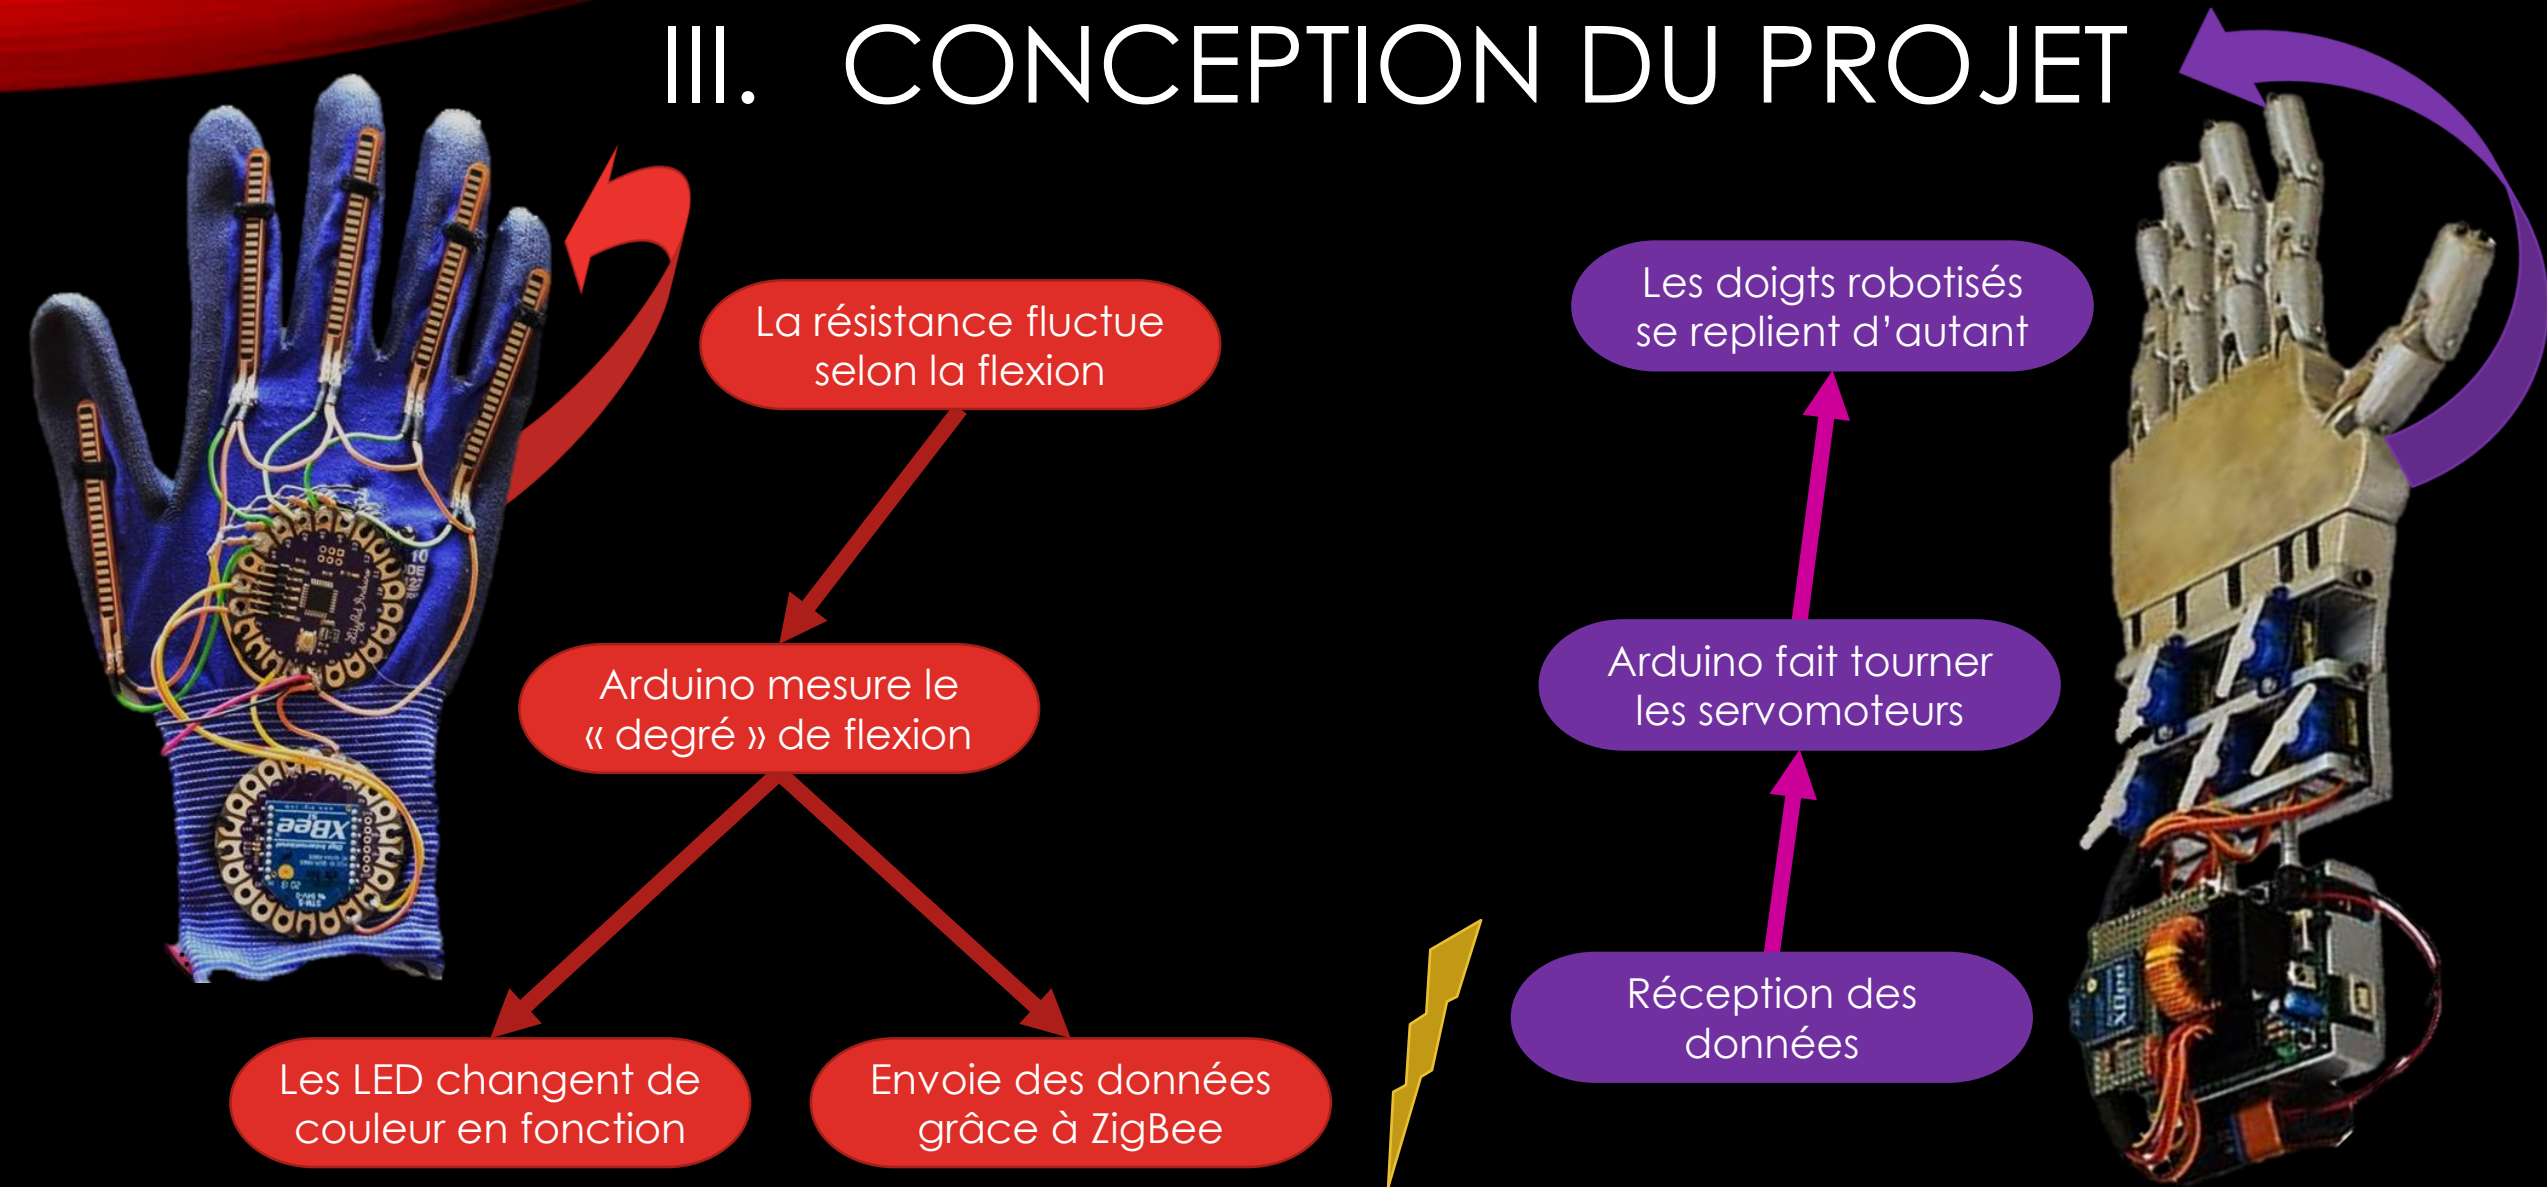 III. CONCEPTION DU PROJET
La résistance fluctue
selon la flexion
Arduino mesure le
« degré » de flexion
Les LED changent de
couleur en fonction
Envoie des données
grâce à ZigBee
Les doigts robotisés
se replient d’autant
Arduino fait tourner
les servomoteurs
Réception des
données
XBee
XBee